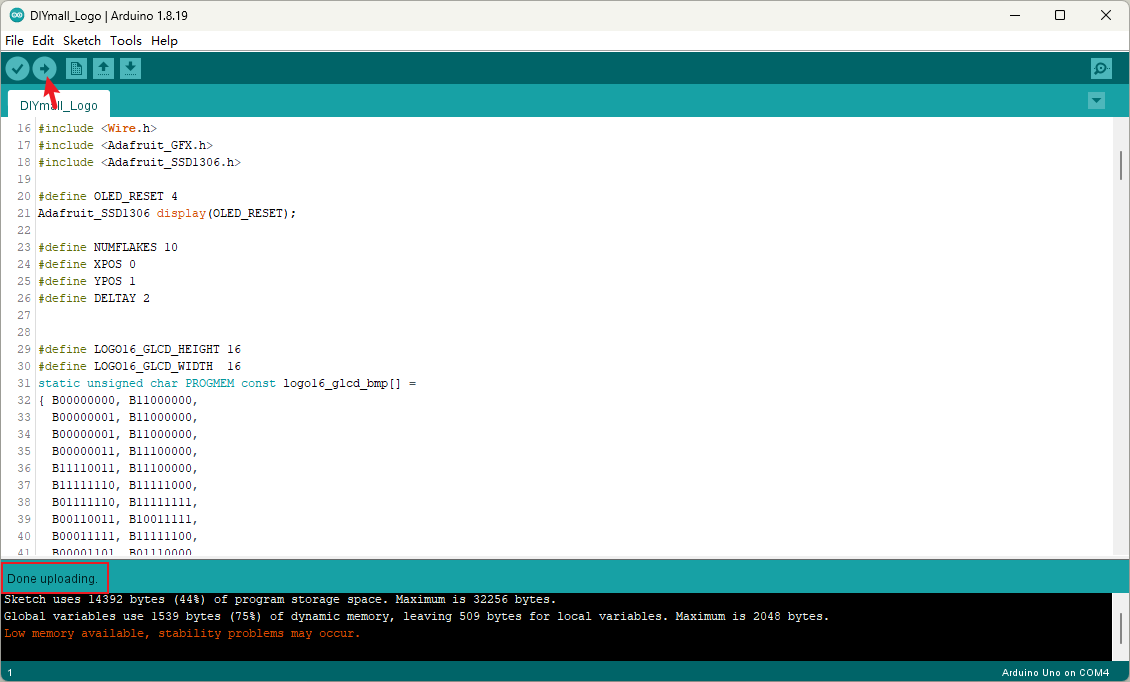 DIYmall_Logo | Arduino 1.8.19
File Edit Sketch Tools Help
DIYmall_Logo
16 #include <Wire.h>
17 #include <Adafruit_GFX.h>
18 #include <Adafruit_SSD1306.h>
19
20 #define OLED_RESET 4
21 Adafruit_SSD1306 display(OLED_RESET);
22
23 #define NUMFLAKES 10
24 #define XPOS 0
25 #define YPOS 1
26 #define DELTAY 2
27
28
29 #define LOGO16_GLCD_HEIGHT 16
30 #define LOGO16_GLCD_WIDTH  16
31 static unsigned char PROGMEM const logo16_glcd_bmp[] =
32 { B00000000, B11000000,
33   B00000001, B11000000,
34   B00000001, B11000000,
35   B00000011, B11100000,
36   B11110011, B11100000,
37   B11111110, B11111000,
38   B01111110, B11111111,
39   B00110011, B10011111,
40   B00011111, B11111100,
41   B00001101, B01110000,
Done uploading.
Sketch uses 14392 bytes (44%) of program storage space. Maximum is 32256 bytes.
Global variables use 1539 bytes (75%) of dynamic memory, leaving 509 bytes for local variables. Maximum is 2048 bytes.
Low memory available, stability problems may occur.
1
Arduino Uno on COM4